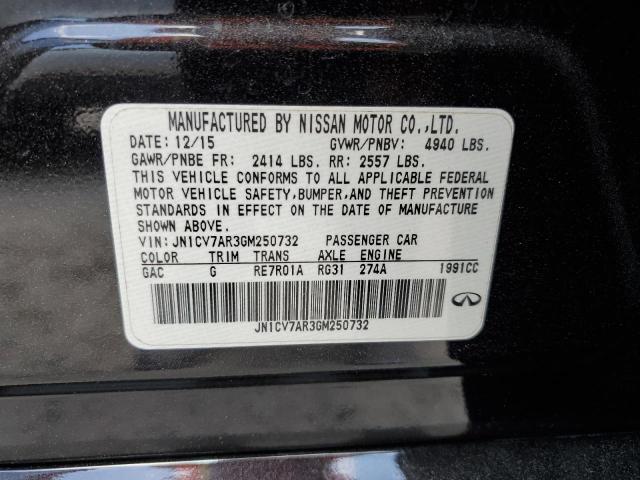 MANUFACTURED BY NISSAN MOTOR CO.,LTD.
DATE: 12/15 GVWR/PNBV: 4940 LBS.
GAWR/PNBE FR: 2414 LBS. RR: 2557 LBS.
THIS VEHICLE CONFORMS TO ALL APPLICABLE FEDERAL
MOTOR VEHICLE SAFETY,BUMPER,AND THEFT PREVENTION
STANDARDS IN EFFECT ON THE DATE OF MANUFACTURE
SHOWN ABOVE.
VIN:JN1CV7AR3GM250732 PASSENGER CAR
COLOR TRIM TRANS AXLE ENGINE
GAC G RE7R01A RG31 274A 1991CC
JN1CV7AR3GM250732